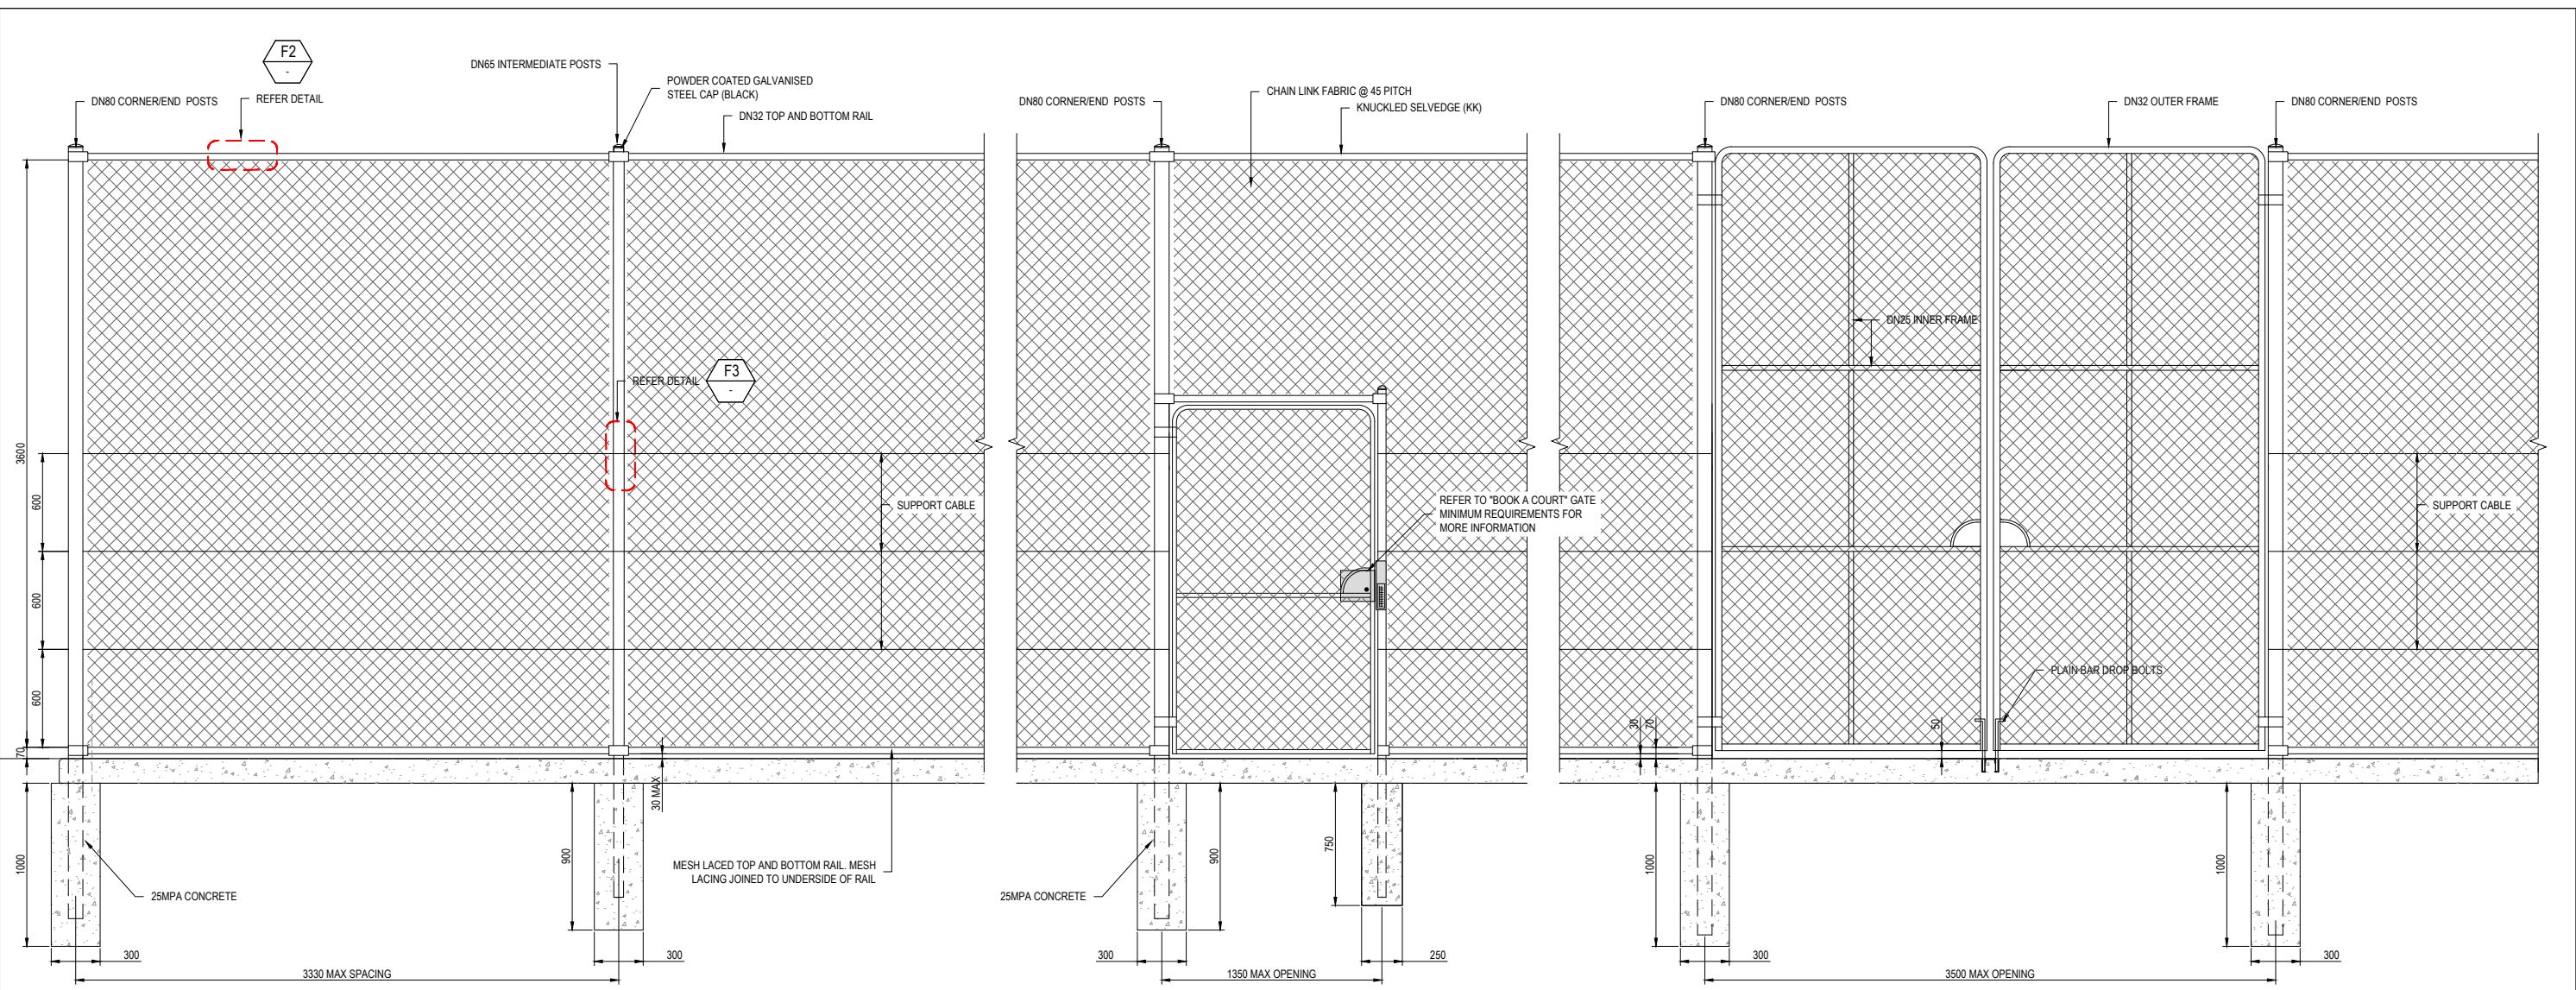 F2
-
DN65 INTERMEDIATE POSTS
POWDER COATED GALVANISED
STEEL CAP (BLACK)
DN80 CORNER/END POSTS
REFER DETAIL
DN32 TOP AND BOTTOM RAIL
DN80 CORNER/END POSTS
CHAIN LINK FABRIC @ 45 PITCH
KNUCKLED SELVEDGE (KK)
DN80 CORNER/END POSTS
DN32 OUTER FRAME
DN80 CORNER/END POSTS
DN25 INNER FRAME
REFER DETAIL
F3
-
3600
600
600
600
70
SUPPORT CABLE
REFER TO "BOOK A COURT" GATE
MINIMUM REQUIREMENTS FOR
MORE INFORMATION
SUPPORT CABLE
PLAIN BAR DROP BOLTS
30
70
50
30 MAX
1000
900
900
750
1000
1000
MESH LACED TOP AND BOTTOM RAIL. MESH
LACING JOINED TO UNDERSIDE OF RAIL
25MPA CONCRETE
25MPA CONCRETE
300
300
300
250
300
300
3330 MAX SPACING
1350 MAX OPENING
3500 MAX OPENING